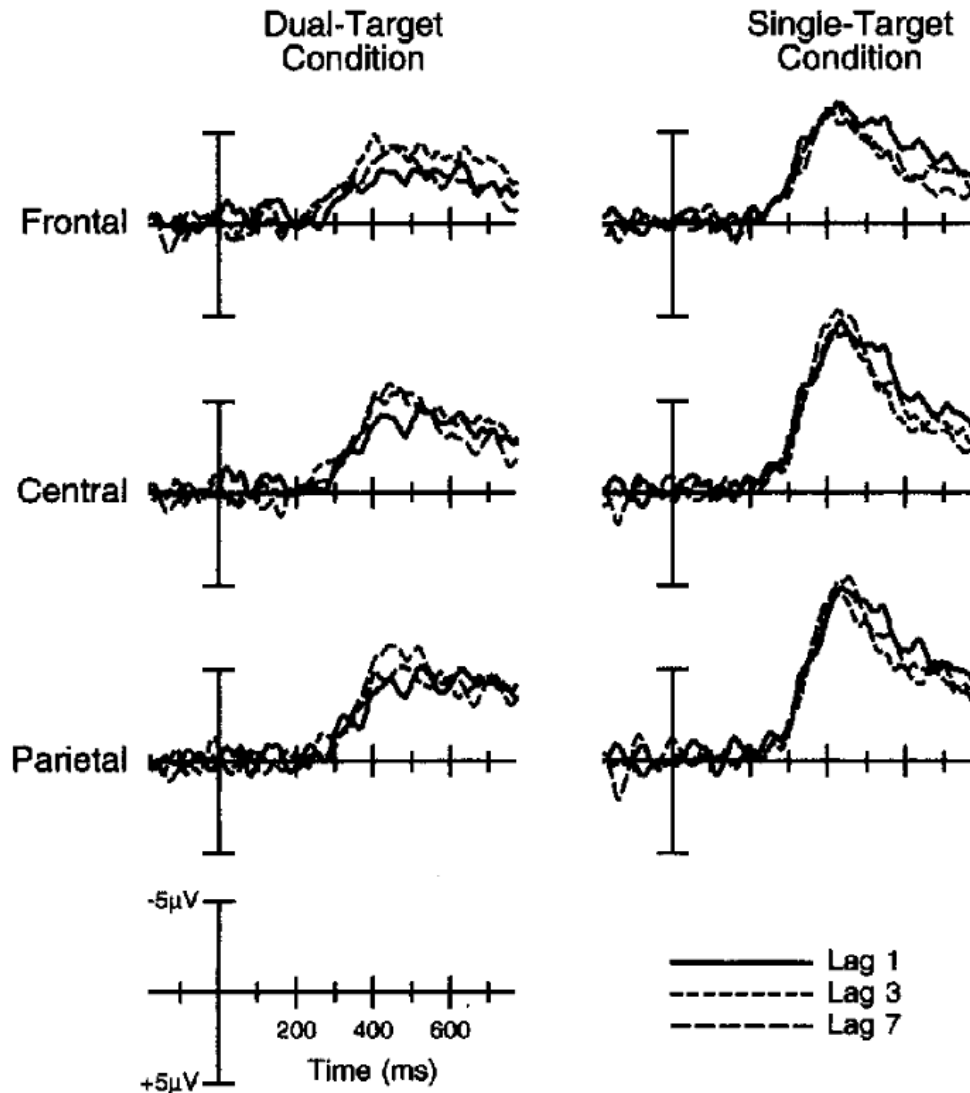 Dual-Target
Condition
Single-Target
Condition
Frontal
Central
Parietal
-5µV
200 400 600
Time (ms)
+5µV
Lag 1
Lag 3
Lag 7